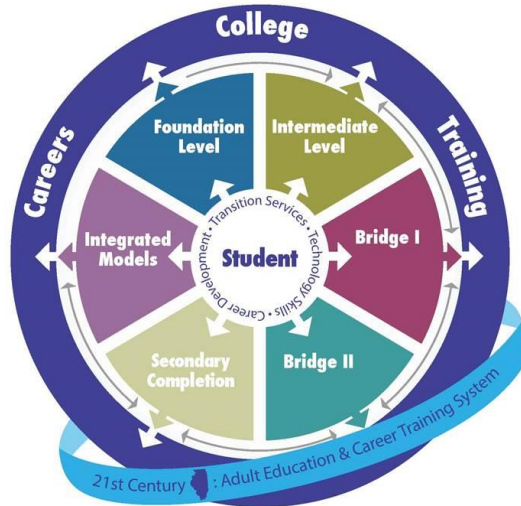 College
Careers
Training
Foundation
Level
Intermediate
Level
Integrated
Models
Bridge I
Secondary
Completion
Bridge II
Student
Transition Services • Technology Skills • Career Development •
21st Century : Adult Education & Career Training System